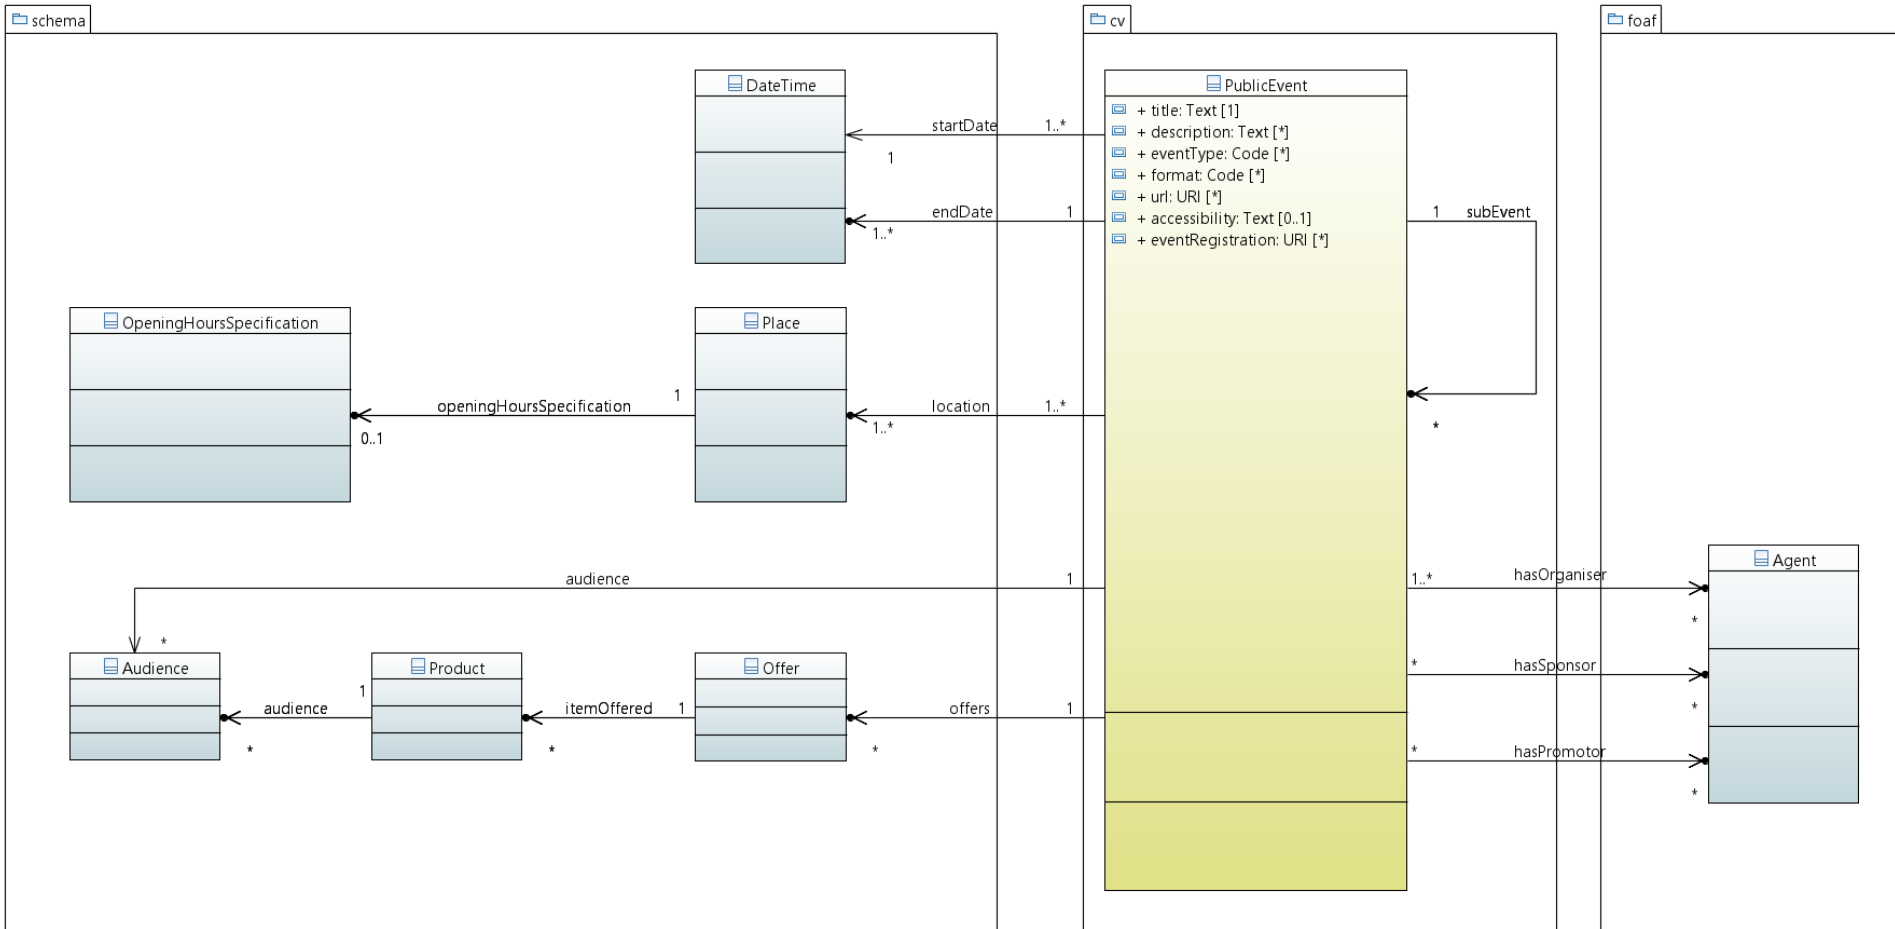 schema
cv
foaf
DateTime
PublicEvent
+ title: Text [1]
+ description: Text [*]
+ eventType: Code [*]
+ format: Code [*]
+ url: URI [*]
+ accessibility: Text [0..1]
+ eventRegistration: URI [*]
startDate
1..*
1
endDate
1
1..*
1
subEvent
*
OpeningHoursSpecification
Place
openingHoursSpecification
1
0..1
location
1..*
1..*
audience
1
*
Agent
1..*
hasOrganiser
*
*
hasSponsor
*
*
hasPromotor
*
Audience
Product
Offer
audience
1
*
itemOffered
1
*
offers
1
*